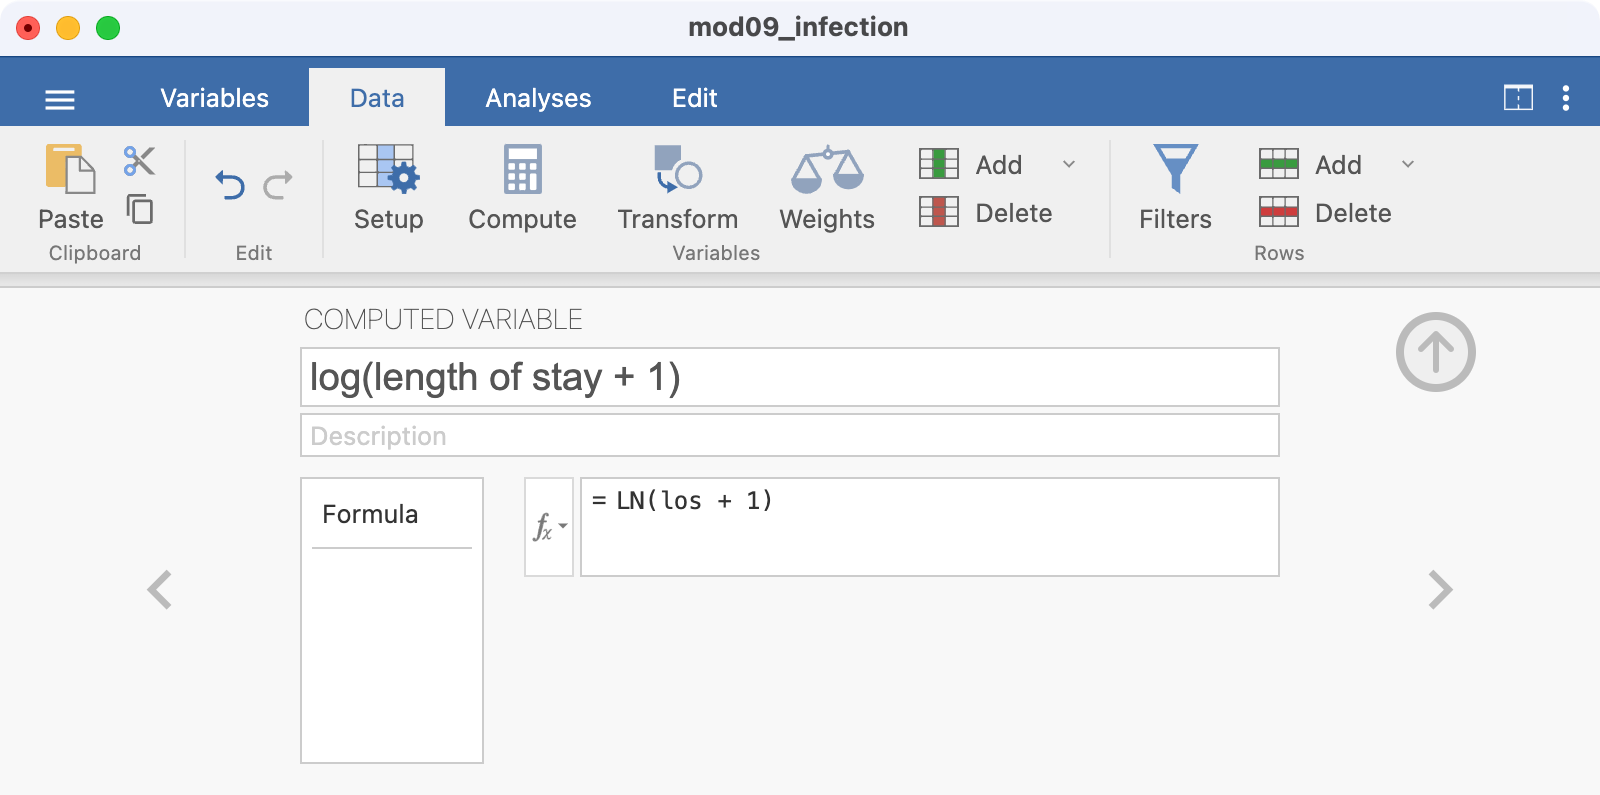 mod09_infection
Variables
Data
Analyses
Edit
Paste
Clipboard
Edit
Setup
Compute
Transform
Weights
Add
Delete
Variables
Filters
Add
Delete
Rows
COMPUTED VARIABLE
log(length of stay + 1)
Description
Formula
fx
= LN(los + 1)